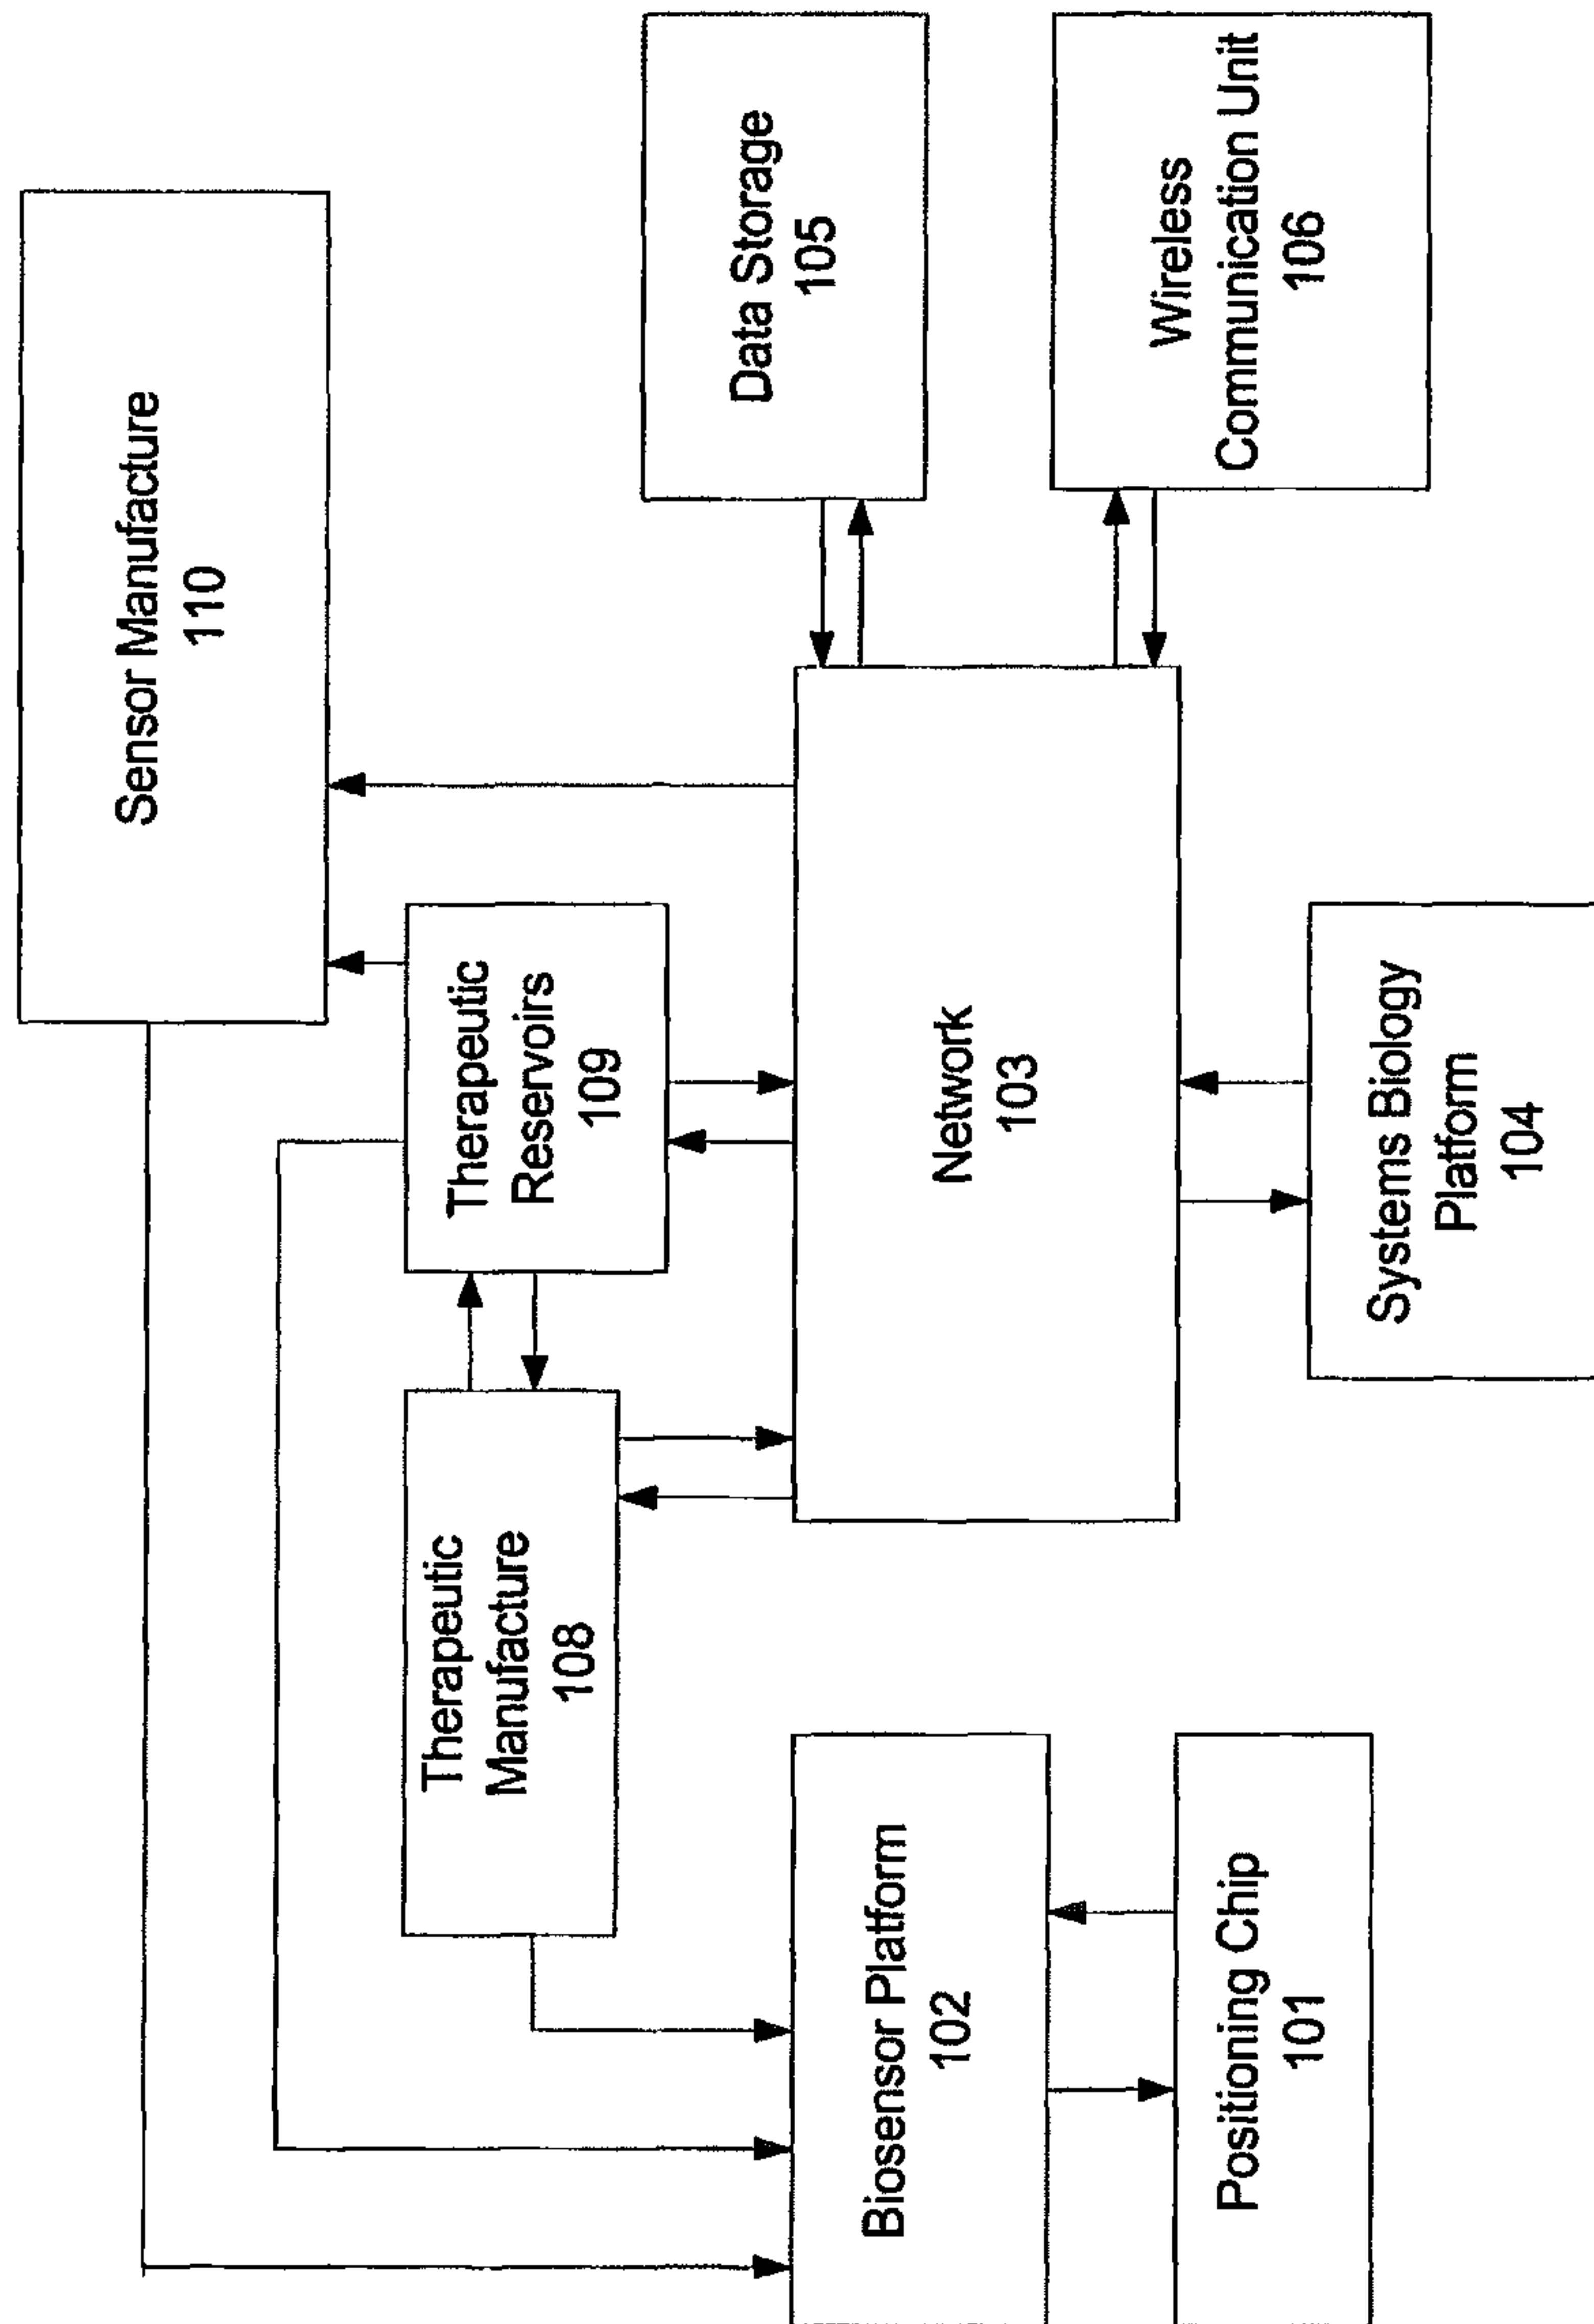 Sensor Manufacture
110
Therapeutic
Reservoirs
109
Therapeutic
Manufacture
108
Data Storage
105
Biosensor Platform
102
Network
103
Wireless
Communication Unit
106
Positioning Chip
101
Systems Biology
Platform
104